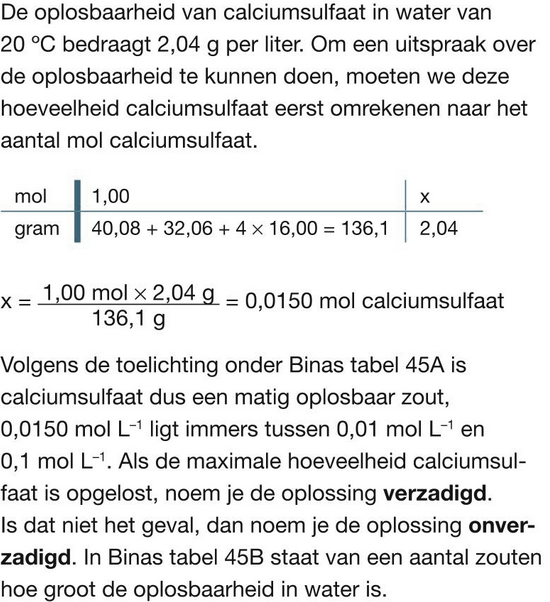 De oplosbaarheid van calciumsulfaat in water van
20 ºC bedraagt 2,04 g per liter. Om een uitspraak over
de oplosbaarheid te kunnen doen, moeten we deze
hoeveelheid calciumsulfaat eerst omrekenen naar het
aantal mol calciumsulfaat.
mol 1,00 x
gram 40,08 + 32,06 + 4 × 16,00 = 136,1 2,04
x = 1,00 mol × 2,04 g / 136,1 g = 0,0150 mol calciumsulfaat
Volgens de toelichting onder Binas tabel 45A is
calciumsulfaat dus een matig oplosbaar zout,
0,0150 mol L⁻¹ ligt immers tussen 0,01 mol L⁻¹ en
0,1 mol L⁻¹. Als de maximale hoeveelheid calciumsul-
faat is opgelost, noem je de oplossing verzadigd.
Is dat niet het geval, dan noem je de oplossing onver-
zadigd. In Binas tabel 45B staat van een aantal zouten
hoe groot de oplosbaarheid in water is.